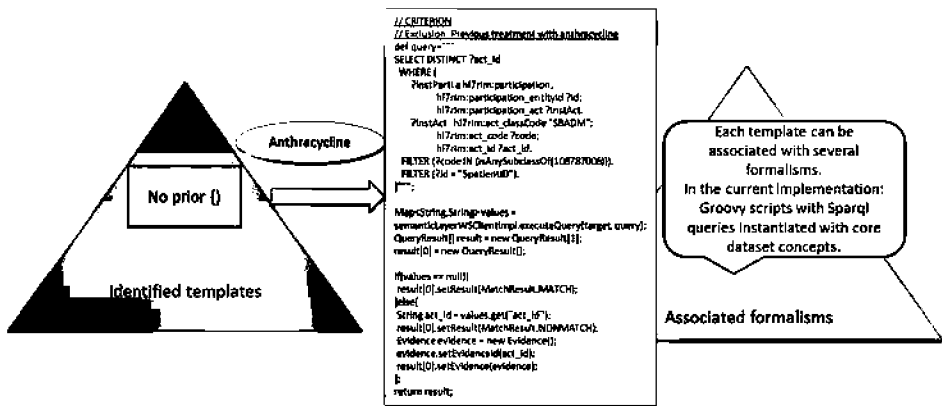 No prior {}
Identified templates
Anthracycline
// CRITERION
// Exclusion Previous treatment with anthracycline
def query="""
SELECT DISTINCT ?act_id
WHERE {
?instPart a hl7rim:participation,
hl7rim:participation_entityId ?id;
hl7rim:participation_act ?instAct.
?instAct hl7rim:act_classCode "SBADM";
hl7rim:act_code ?code;
hl7rim:act_id ?act_id.
FILTER (?code IN (nAnySubclassOf(108787006))).
FILTER (?id = "$patientID").
}""";
Map<String,String> values =
semanticLayerWSClientImpl.executeQuery(target, query);
QueryResult[] result = new QueryResult[1];
result[0] = new QueryResult();
if(values == null){
result[0].setResult(MatchResult.MATCH);
}else{
String act_id = values.get("act_id");
result[0].setResult(MatchResult.NONMATCH);
Evidence evidence = new Evidence();
evidence.setEvidenceId(act_id);
result[0].setEvidence(evidence);
};
return result;
Each template can be
associated with several
formalisms.
In the current implementation:
Groovy scripts with Sparql
queries instantiated with core
dataset concepts.
Associated formalisms